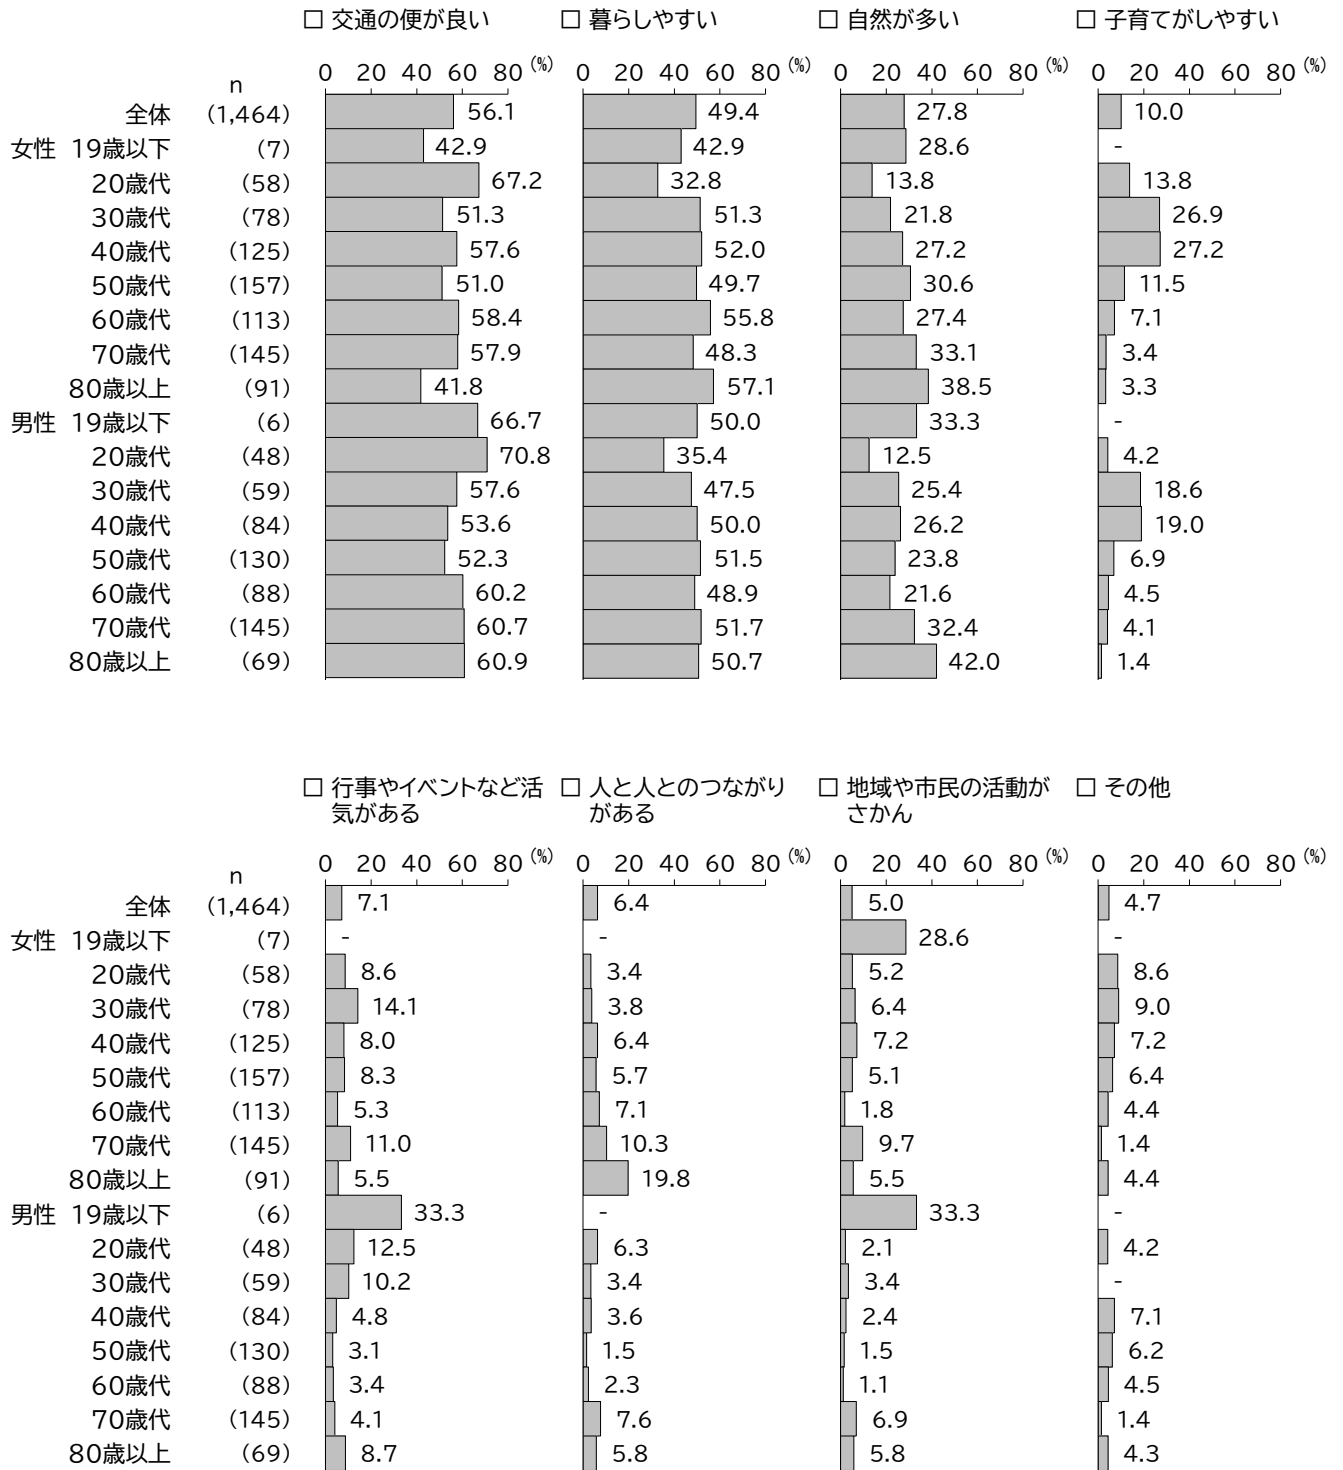 □ 交通の便が良い □ 暮らしやすい □ 自然が多い □ 子育てがしやすい
n 0 20 40 60 80 (%) 0 20 40 60 80 (%) 0 20 40 60 80 (%) 0 20 40 60 80 (%)
全体 (1,464) 56.1 49.4 27.8 10.0
女性 19歳以下 (7) 42.9 42.9 28.6 -
20歳代 (58) 67.2 32.8 13.8 13.8
30歳代 (78) 51.3 51.3 21.8 26.9
40歳代 (125) 57.6 52.0 27.2 27.2
50歳代 (157) 51.0 49.7 30.6 11.5
60歳代 (113) 58.4 55.8 27.4 7.1
70歳代 (145) 57.9 48.3 33.1 3.4
80歳以上 (91) 41.8 57.1 38.5 3.3
男性 19歳以下 (6) 66.7 50.0 33.3 -
20歳代 (48) 70.8 35.4 12.5 4.2
30歳代 (59) 57.6 47.5 25.4 18.6
40歳代 (84) 53.6 50.0 26.2 19.0
50歳代 (130) 52.3 51.5 23.8 6.9
60歳代 (88) 60.2 48.9 21.6 4.5
70歳代 (145) 60.7 51.7 32.4 4.1
80歳以上 (69) 60.9 50.7 42.0 1.4
□ 行事やイベントなど活 □ 人と人とのつながり □ 地域や市民の活動が □ その他
気がある がある さかん
n 0 20 40 60 80 (%) 0 20 40 60 80 (%) 0 20 40 60 80 (%) 0 20 40 60 80 (%)
全体 (1,464) 7.1 6.4 5.0 4.7
女性 19歳以下 (7) - - 28.6 -
20歳代 (58) 8.6 3.4 5.2 8.6
30歳代 (78) 14.1 3.8 6.4 9.0
40歳代 (125) 8.0 6.4 7.2 7.2
50歳代 (157) 8.3 5.7 5.1 6.4
60歳代 (113) 5.3 7.1 1.8 4.4
70歳代 (145) 11.0 10.3 9.7 1.4
80歳以上 (91) 5.5 19.8 5.5 4.4
男性 19歳以下 (6) 33.3 - 33.3 -
20歳代 (48) 12.5 6.3 2.1 4.2
30歳代 (59) 10.2 3.4 3.4 -
40歳代 (84) 4.8 3.6 2.4 7.1
50歳代 (130) 3.1 1.5 1.5 6.2
60歳代 (88) 3.4 2.3 1.1 4.5
70歳代 (145) 4.1 7.6 6.9 1.4
80歳以上 (69) 8.7 5.8 5.8 4.3